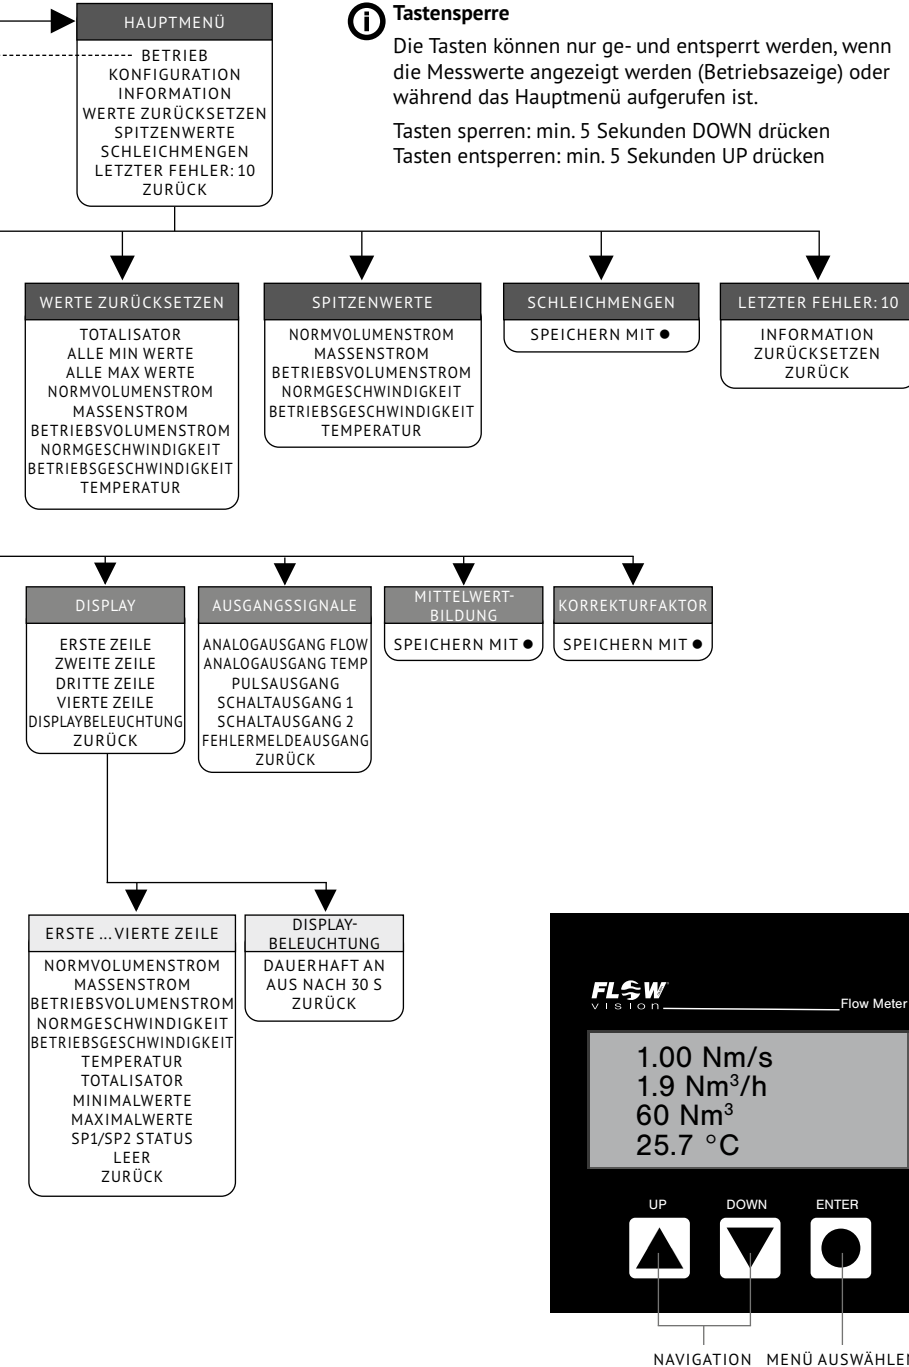 HAUPTMENÜ
BETRIEB
KONFIGURATION
INFORMATION
WERTE ZURÜCKSETZEN
SPITZENWERTE
SCHLEICHMENGEN
LETZTER FEHLER: 10
ZURÜCK
Tastensperre
Die Tasten können nur ge- und entsperrt werden, wenn
die Messwerte angezeigt werden (Betriebsazeige) oder
während das Hauptmenü aufgerufen ist.
Tasten sperren: min. 5 Sekunden DOWN drücken
Tasten entsperren: min. 5 Sekunden UP drücken
WERTE ZURÜCKSETZEN
TOTALISATOR
ALLE MIN WERTE
ALLE MAX WERTE
NORMVOLUMENSTROM
MASSENSTROM
BETRIEBSVOLUMENSTROM
NORMGESCHWINDIGKEIT
BETRIEBSGESCHWINDIGKEIT
TEMPERATUR
SPITZENWERTE
NORMVOLUMENSTROM
MASSENSTROM
BETRIEBSVOLUMENSTROM
NORMGESCHWINDIGKEIT
BETRIEBSGESCHWINDIGKEIT
TEMPERATUR
SCHLEICHMENGEN
SPEICHERN MIT ●
LETZTER FEHLER: 10
INFORMATION
ZURÜCKSETZEN
ZURÜCK
DISPLAY
ERSTE ZEILE
ZWEITE ZEILE
DRITTE ZEILE
VIERTE ZEILE
DISPLAYBELEUCHTUNG
ZURÜCK
AUSGANGSSIGNALE
ANALOGAUSGANG FLOW
ANALOGAUSGANG TEMP
PULSAUSGANG
SCHALTAUSGANG 1
SCHALTAUSGANG 2
FEHLERMELDEAUSGANG
ZURÜCK
MITTELWERT-
BILDUNG
SPEICHERN MIT ●
KORREKTURFAKTOR
SPEICHERN MIT ●
ERSTE ... VIERTE ZEILE
NORMVOLUMENSTROM
MASSENSTROM
BETRIEBSVOLUMENSTROM
NORMGESCHWINDIGKEIT
BETRIEBSGESCHWINDIGKEIT
TEMPERATUR
TOTALISATOR
MINIMALWERTE
MAXIMALWERTE
SP1/SP2 STATUS
LEER
ZURÜCK
DISPLAY-
BELEUCHTUNG
DAUERHAFT AN
AUS NACH 30 S
ZURÜCK
FLOW
vision
Flow Meter
1.00 Nm/s
1.9 Nm³/h
60 Nm³
25.7 °C
UP DOWN ENTER
NAVIGATION MENÜ AUSWÄHLEN